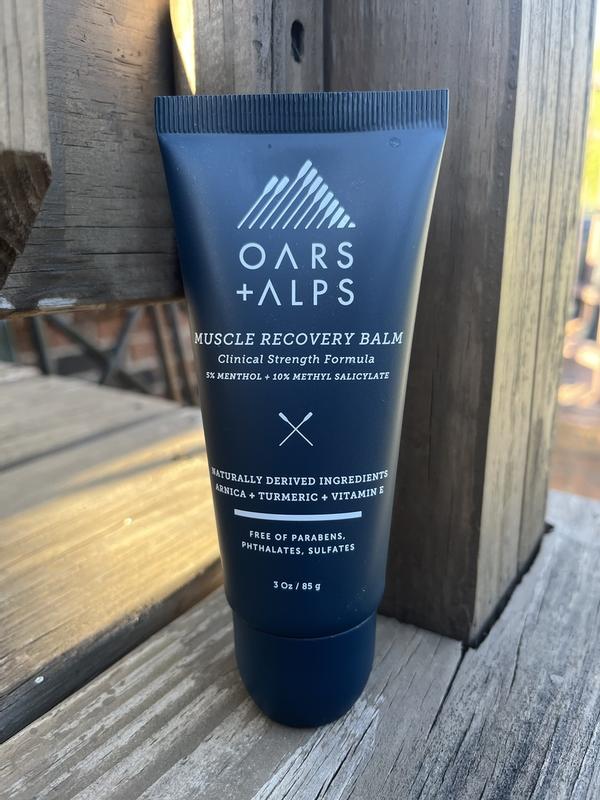 OARS
+ALPS
MUSCLE RECOVERY BALM
Clinical Strength Formula
5% MENTHOL + 10% METHYL SALICYLATE
NATURALLY DERIVED INGREDIENTS
ARNICA + TURMERIC + VITAMIN E
FREE OF PARABENS,
PHTHALATES, SULFATES
3 Oz / 85 g